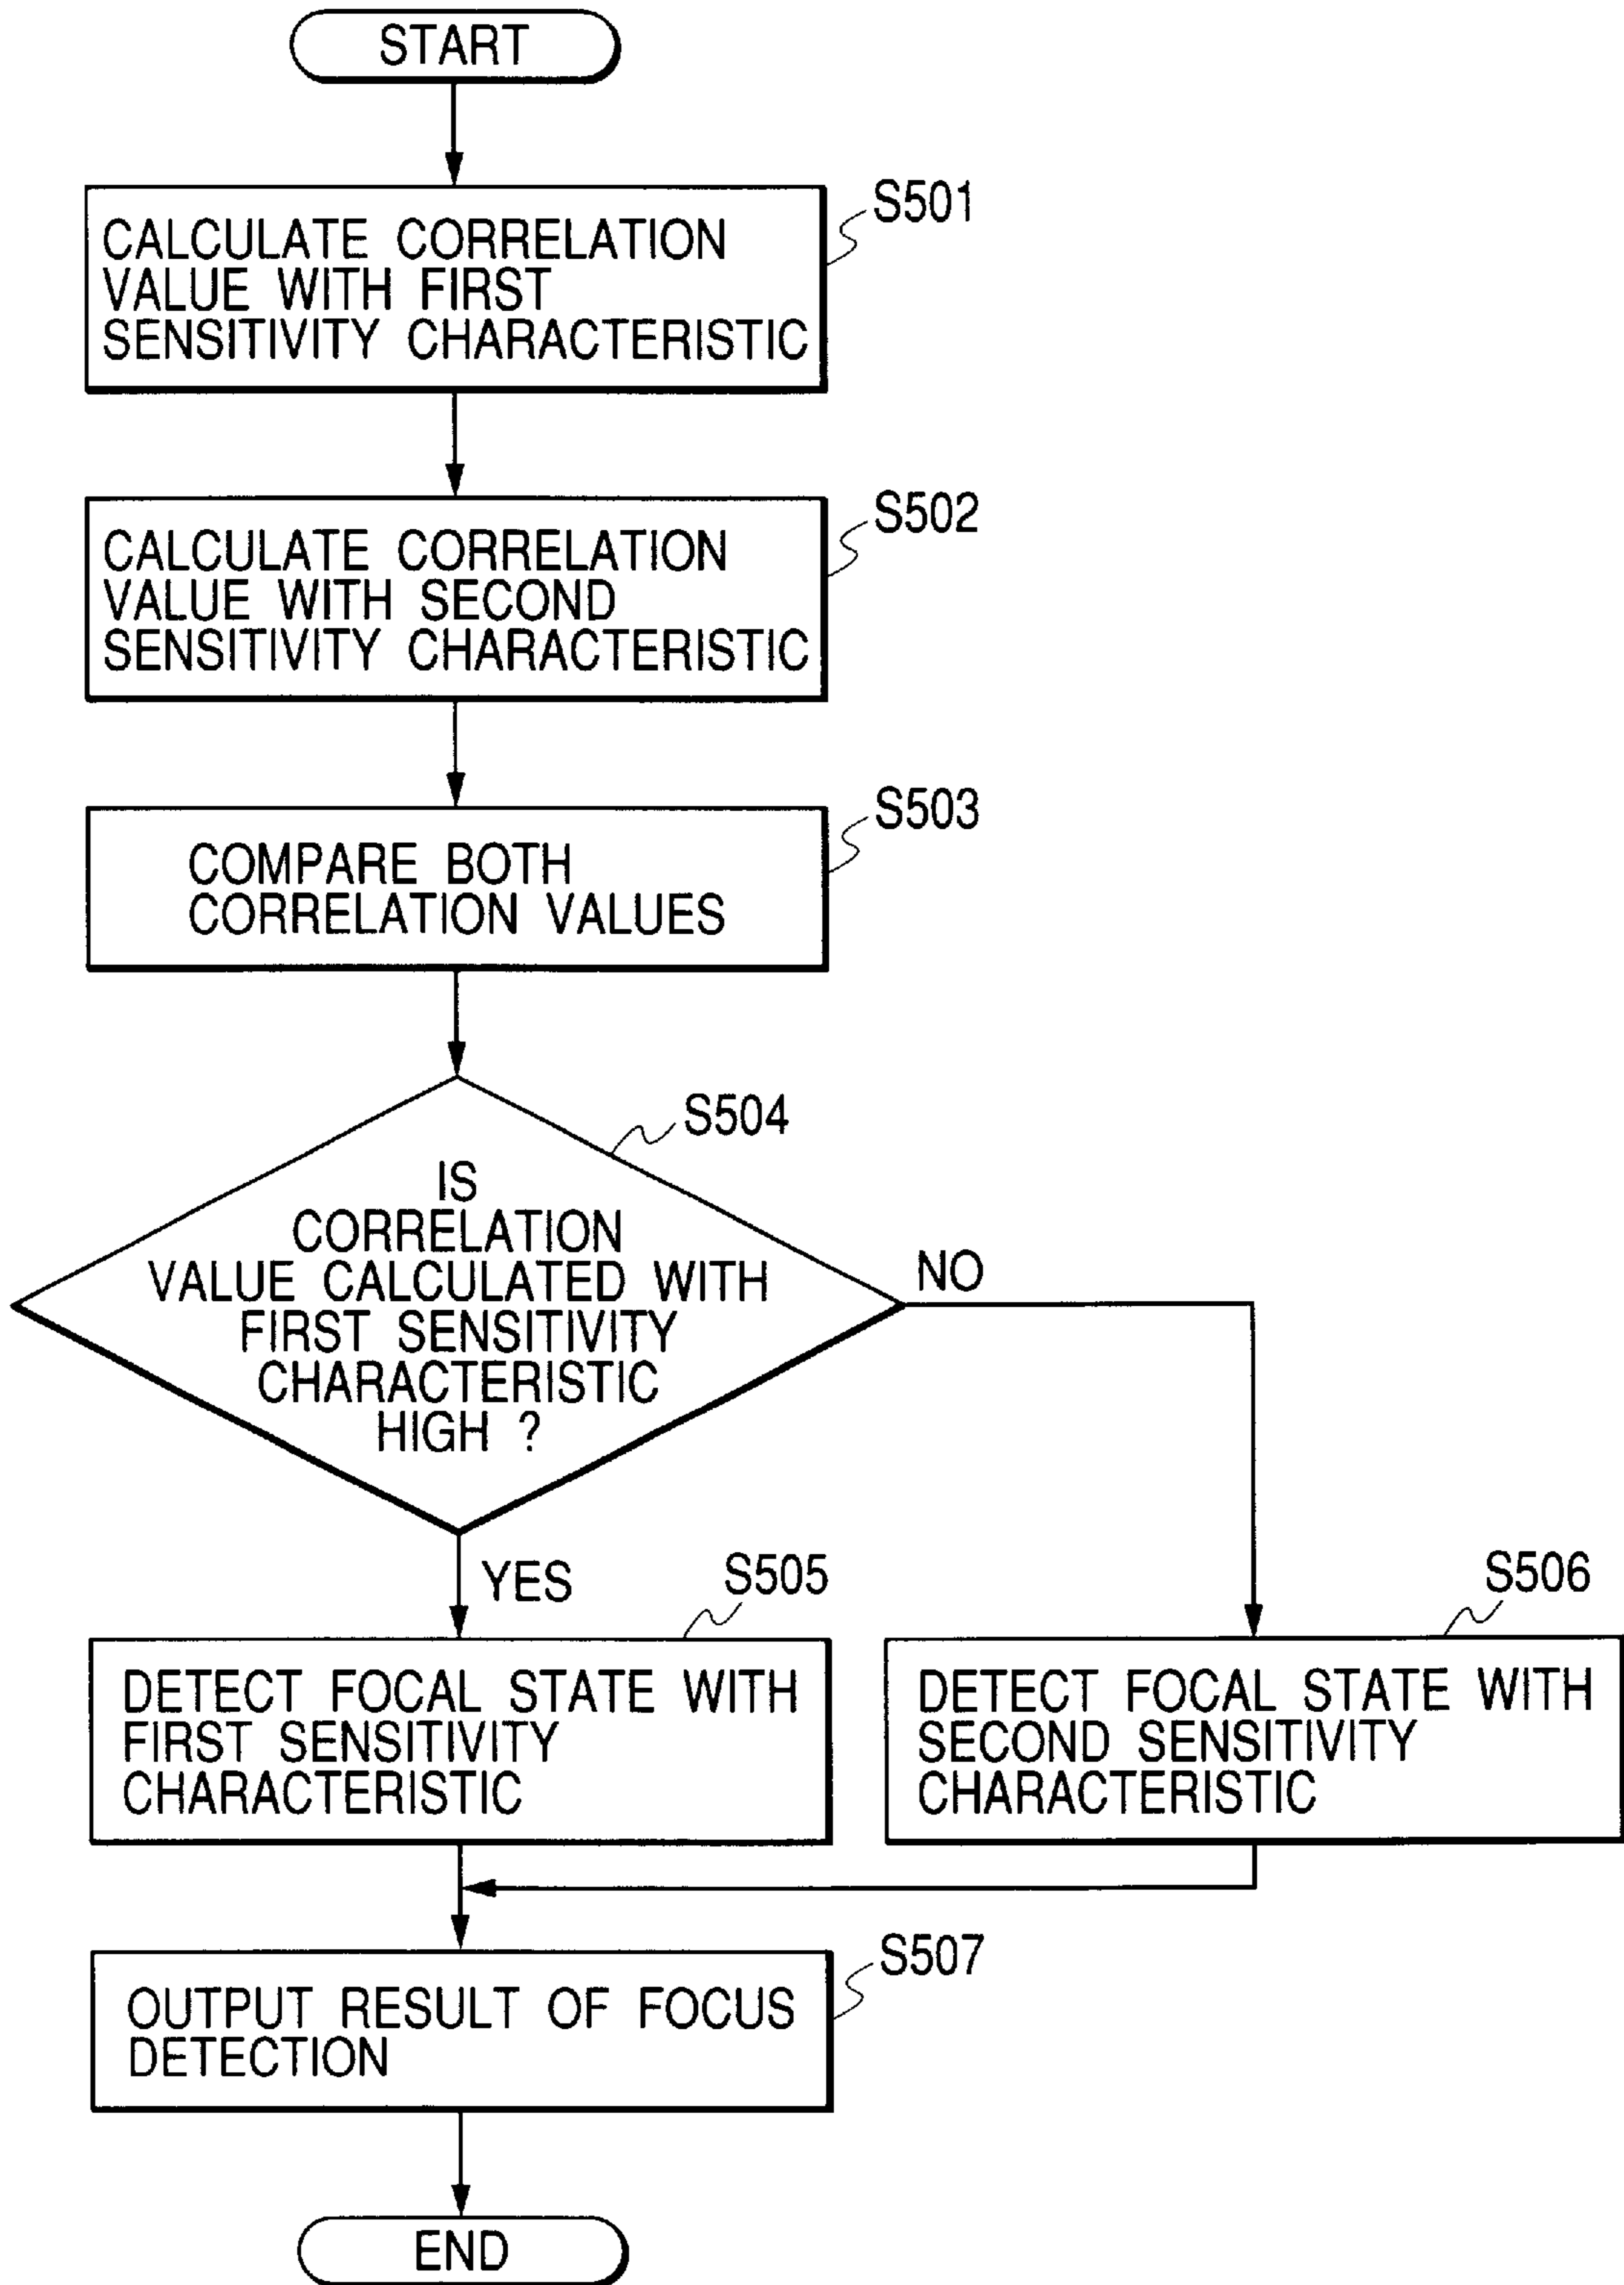 START
S501
CALCULATE CORRELATION
VALUE WITH FIRST
SENSITIVITY CHARACTERISTIC
S502
CALCULATE CORRELATION
VALUE WITH SECOND
SENSITIVITY CHARACTERISTIC
S503
COMPARE BOTH
CORRELATION VALUES
S504
IS
CORRELATION
VALUE CALCULATED WITH
FIRST SENSITIVITY
CHARACTERISTIC
HIGH ?
NO
YES
S505
DETECT FOCAL STATE WITH
FIRST SENSITIVITY
CHARACTERISTIC
S506
DETECT FOCAL STATE WITH
SECOND SENSITIVITY
CHARACTERISTIC
S507
OUTPUT RESULT OF FOCUS
DETECTION
END